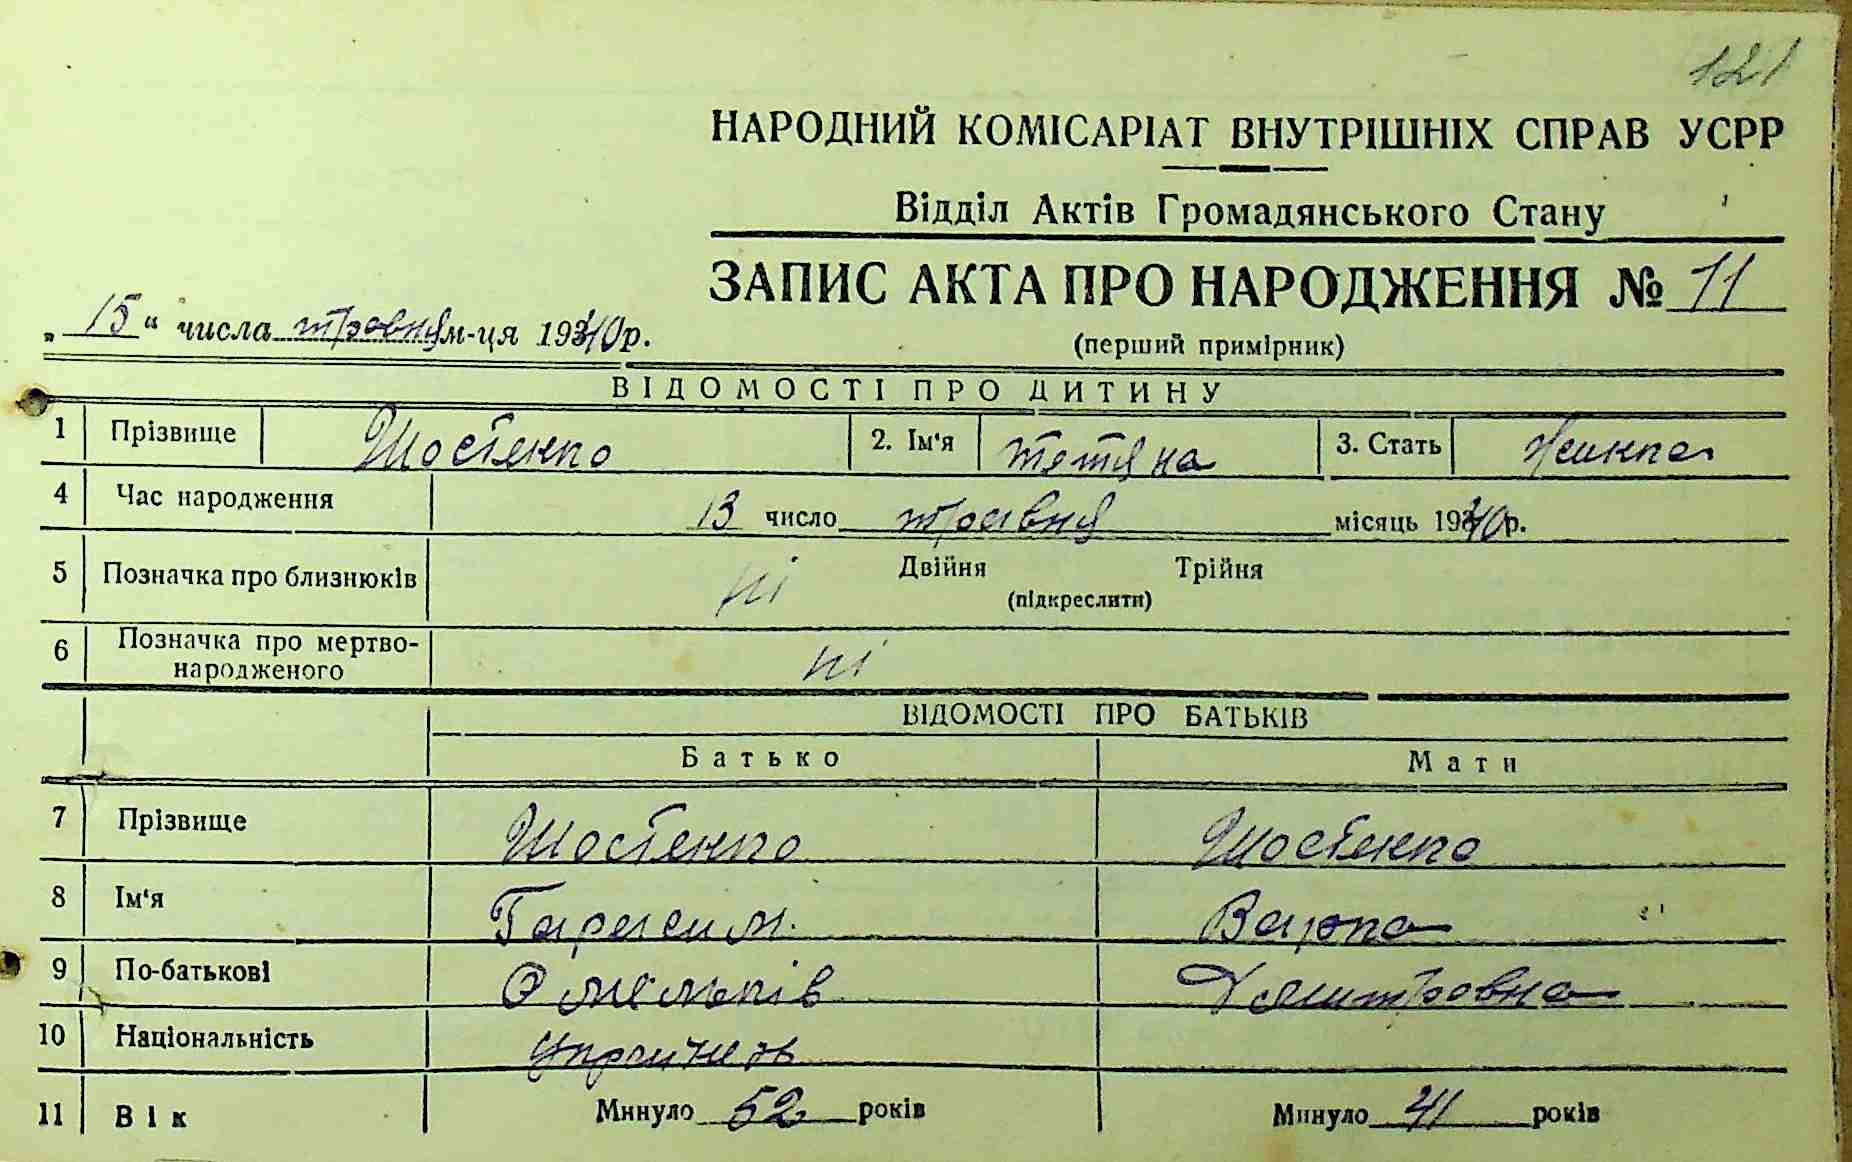 121
НАРОДНИЙ КОМІСАРІАТ ВНУТРІШНІХ СПРАВ УСРР
Відділ Актів Громадянського Стану
ЗАПИС АКТА ПРО НАРОДЖЕННЯ № 11
„15“ числа травня м-ця 1940р.
(перший примірник)
ВІДОМОСТІ ПРО ДИТИНУ
1 Прізвище Шостенко 2. Ім'я Тетяна 3. Стать Жинка
4 Час народження 13 число травня місяць 1940р.
5 Позначка про близнюків ні Двійня Трійня
(підкреслити)
6 Позначка про мертво-
народженого ні
ВІДОМОСТІ ПРО БАТЬКІВ
Батько Мати
7 Прізвище Шостенко Шостенко
8 Ім'я Герасим Варка
9 По-батькові Омельків Дмитровна
10 Національність українець
11 Вік Минуло 52 років Минуло 41 років